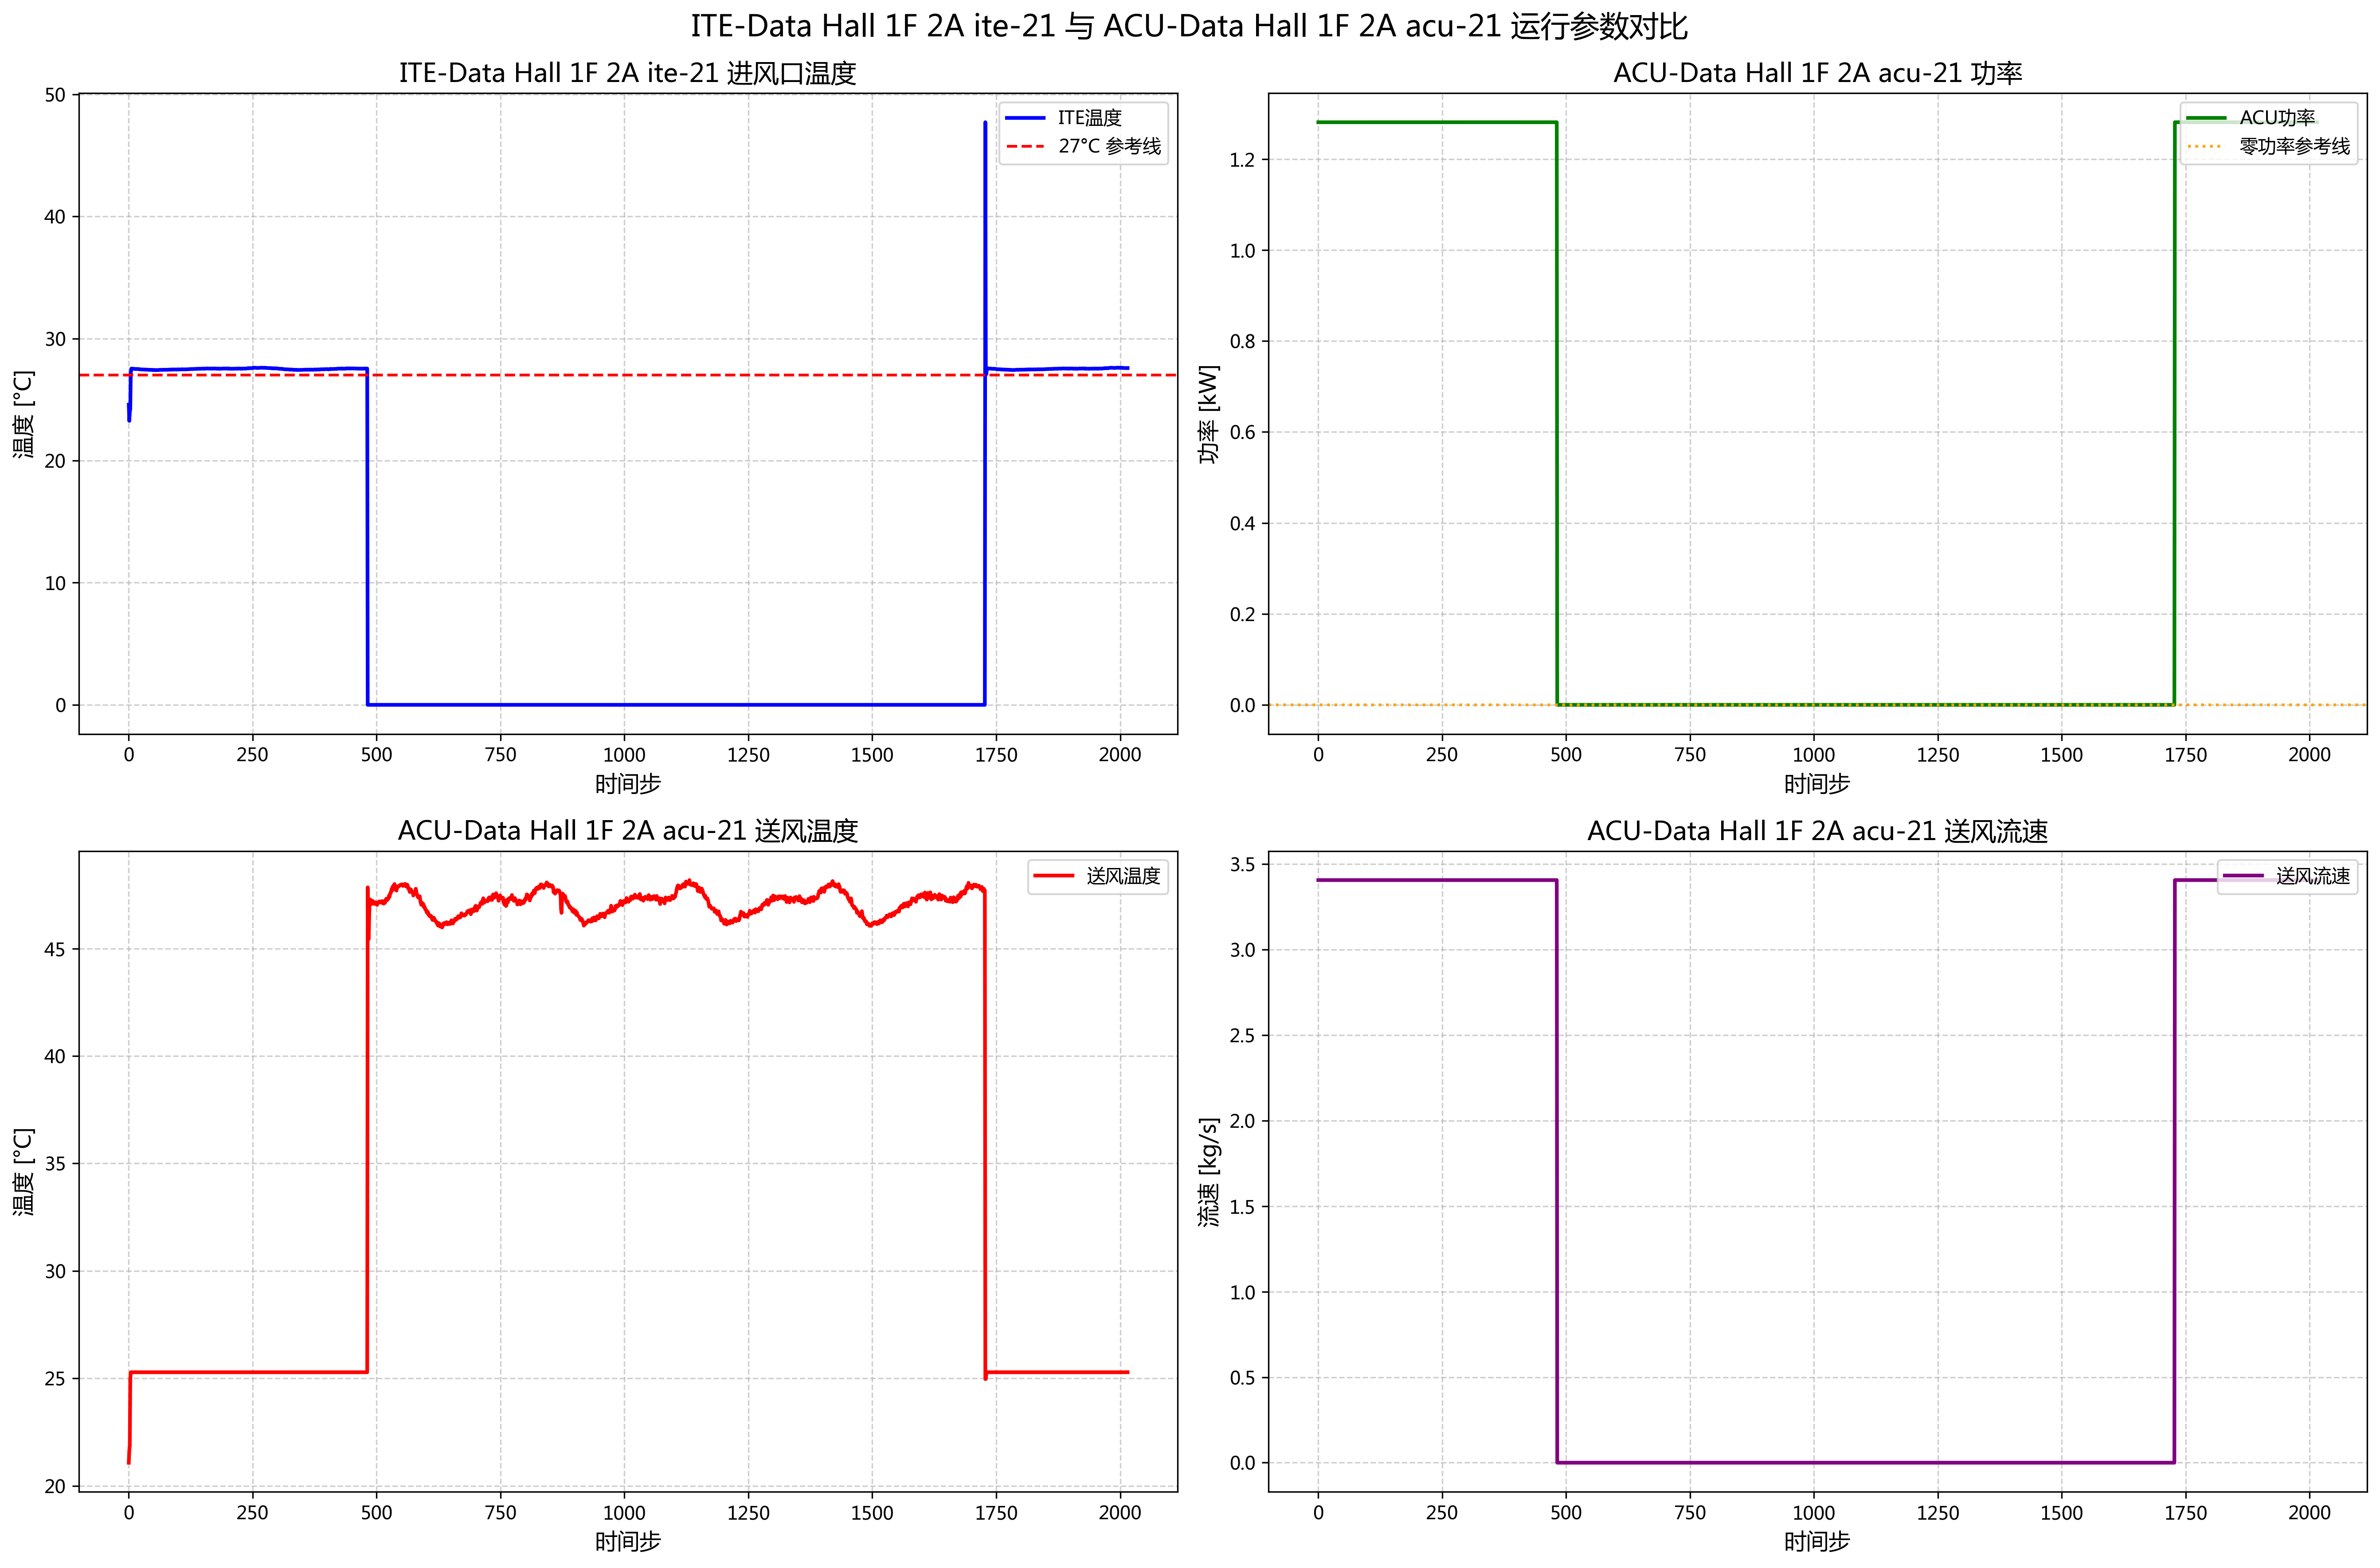 ITE-Data Hall 1F 2A ite-21 与 ACU-Data Hall 1F 2A acu-21 运行参数对比
ITE-Data Hall 1F 2A ite-21 进风口温度
温度 [°C]
50
40
30
20
10
0
ITE温度
27°C 参考线
0 250 500 750 1000 1250 1500 1750 2000
时间步
ACU-Data Hall 1F 2A acu-21 功率
功率 [kW]
1.2
1.0
0.8
0.6
0.4
0.2
0.0
ACU功率
零功率参考线
0 250 500 750 1000 1250 1500 1750 2000
时间步
ACU-Data Hall 1F 2A acu-21 送风温度
温度 [°C]
45
40
35
30
25
20
送风温度
0 250 500 750 1000 1250 1500 1750 2000
时间步
ACU-Data Hall 1F 2A acu-21 送风流速
流速 [kg/s]
3.5
3.0
2.5
2.0
1.5
1.0
0.5
0.0
送风流速
0 250 500 750 1000 1250 1500 1750 2000
时间步